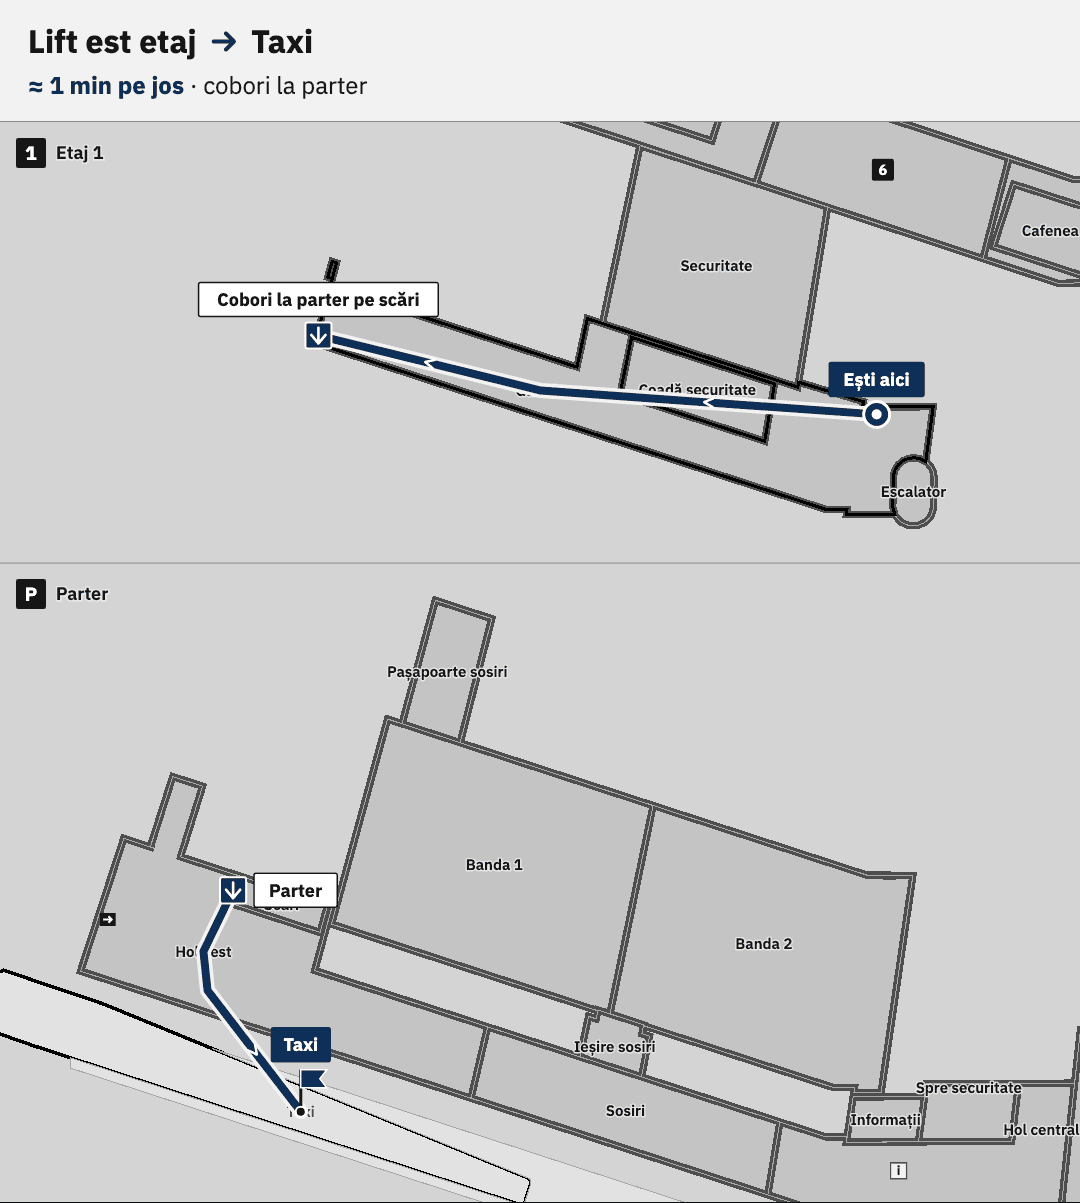 Lift est etaj → Taxi
≈ 1 min pe jos · cobori la parter
1 Etaj 1
6
Cafenea
Securitate
Cobori la parter pe scări
Ești aici
Coadă securitate
Escalator
P Parter
Pașapoarte sosiri
Banda 1
Parter
Banda 2
Taxi
Ieșire sosiri
Spre securitate
Sosiri
Informații
Hol central
i